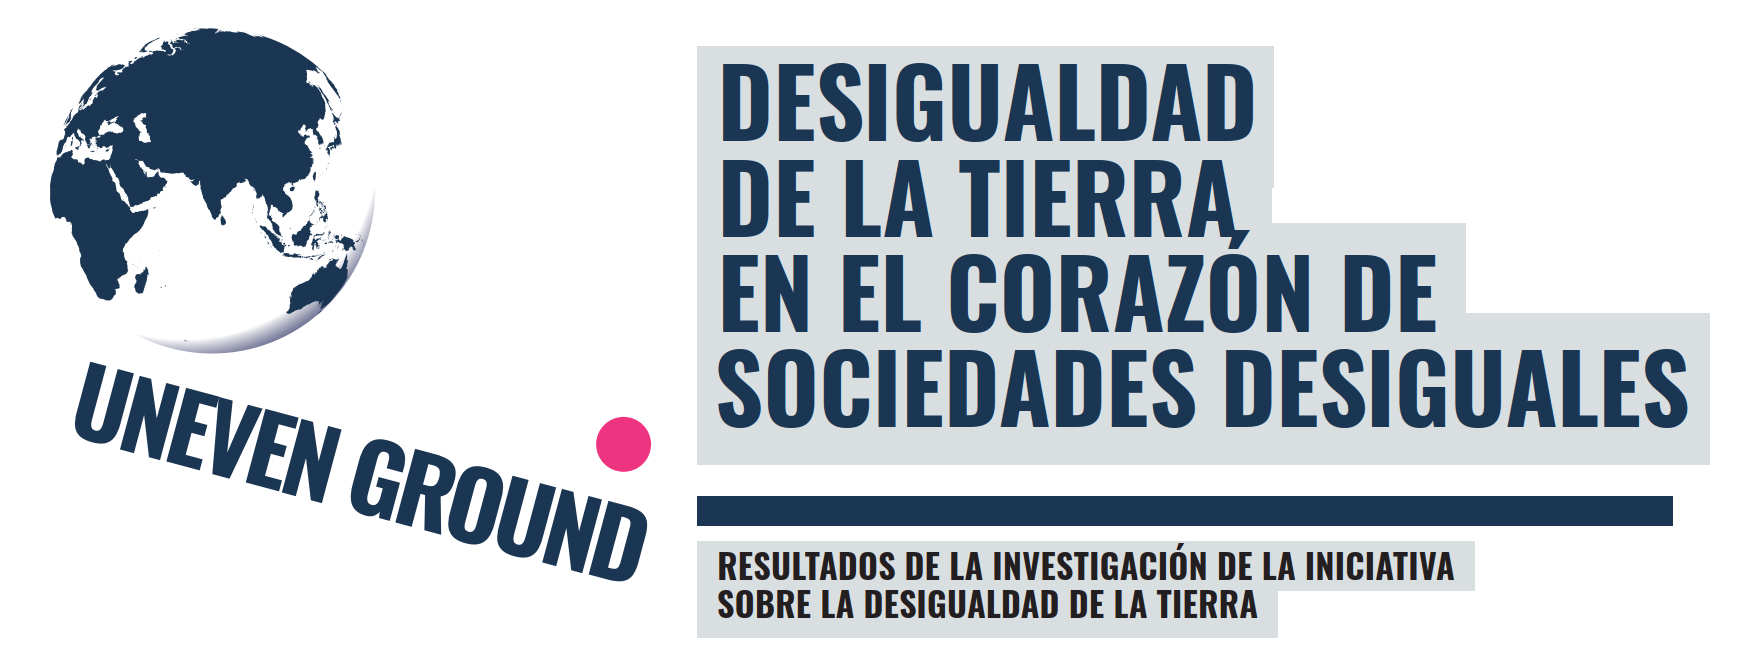 UNEVEN GROUND
DESIGUALDAD
DE LA TIERRA
EN EL CORAZÓN DE
SOCIEDADES DESIGUALES
RESULTADOS DE LA INVESTIGACIÓN DE LA INICIATIVA
SOBRE LA DESIGUALDAD DE LA TIERRA